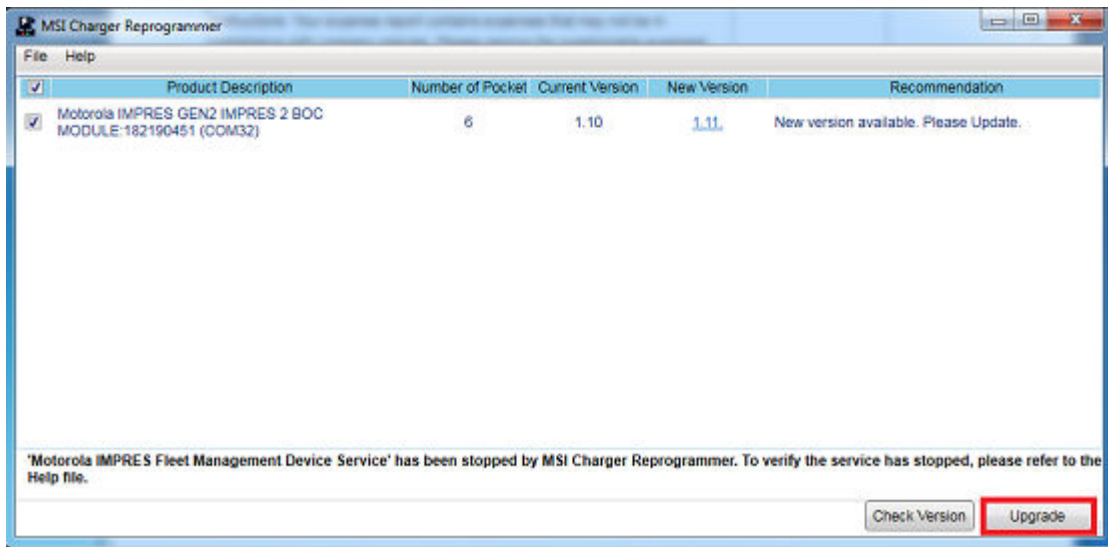 MSI Charger Reprogrammer
File Help
Product Description Number of Pocket Current Version New Version Recommendation
Motorola IMPRES GEN2 IMPRES 2 BOC
MODULE:182190451 (COM32) 6 1.10 1.11. New version available. Please Update.
'Motorola IMPRES Fleet Management Device Service' has been stopped by MSI Charger Reprogrammer. To verify the service has stopped, please refer to the
Help file.
Check Version Upgrade